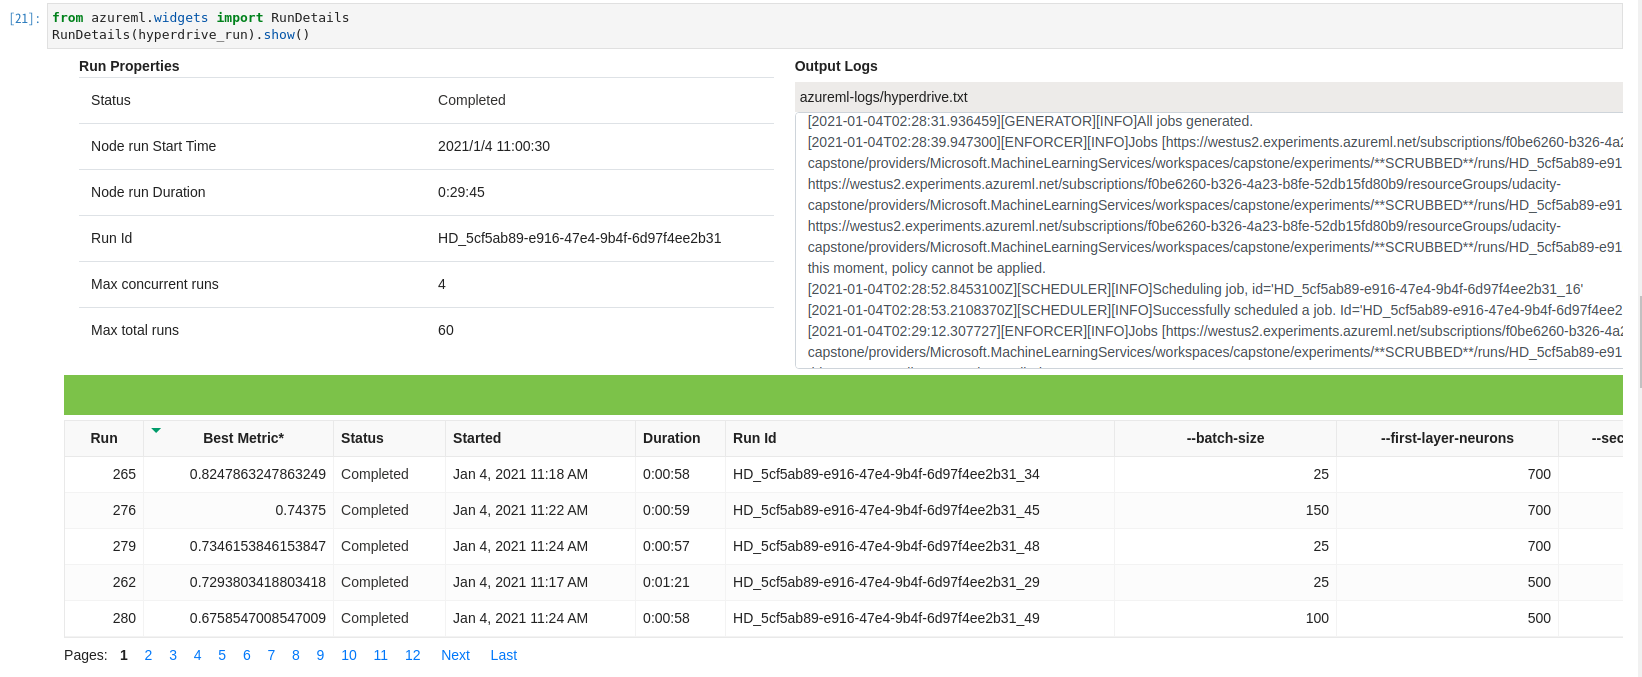 [21]:
from azureml.widgets import RunDetails
RunDetails(hyperdrive_run).show()
Run Properties
Status Completed
Node run Start Time 2021/1/4 11:00:30
Node run Duration 0:29:45
Run Id HD_5cf5ab89-e916-47e4-9b4f-6d97f4ee2b31
Max concurrent runs 4
Max total runs 60
Output Logs
azureml-logs/hyperdrive.txt
[2021-01-04T02:28:31.936459][GENERATOR][INFO]All jobs generated.
[2021-01-04T02:28:39.947300][ENFORCER][INFO]Jobs [https://westus2.experiments.azureml.net/subscriptions/f0be6260-b326-4a2
capstone/providers/Microsoft.MachineLearningServices/workspaces/capstone/experiments/**SCRUBBED**/runs/HD_5cf5ab89-e91
https://westus2.experiments.azureml.net/subscriptions/f0be6260-b326-4a23-b8fe-52db15fd80b9/resourceGroups/udacity-
capstone/providers/Microsoft.MachineLearningServices/workspaces/capstone/experiments/**SCRUBBED**/runs/HD_5cf5ab89-e91
https://westus2.experiments.azureml.net/subscriptions/f0be6260-b326-4a23-b8fe-52db15fd80b9/resourceGroups/udacity-
capstone/providers/Microsoft.MachineLearningServices/workspaces/capstone/experiments/**SCRUBBED**/runs/HD_5cf5ab89-e91
this moment, policy cannot be applied.
[2021-01-04T02:28:52.8453100Z][SCHEDULER][INFO]Scheduling job, id='HD_5cf5ab89-e916-47e4-9b4f-6d97f4ee2b31_16'
[2021-01-04T02:28:53.2108370Z][SCHEDULER][INFO]Successfully scheduled a job. Id='HD_5cf5ab89-e916-47e4-9b4f-6d97f4ee2
[2021-01-04T02:29:12.307727][ENFORCER][INFO]Jobs [https://westus2.experiments.azureml.net/subscriptions/f0be6260-b326-4a2
capstone/providers/Microsoft.MachineLearningServices/workspaces/capstone/experiments/**SCRUBBED**/runs/HD_5cf5ab89-e91
Run Best Metric* Status Started Duration Run Id --batch-size --first-layer-neurons --sec
265 0.8247863247863249 Completed Jan 4, 2021 11:18 AM 0:00:58 HD_5cf5ab89-e916-47e4-9b4f-6d97f4ee2b31_34 25 700
276 0.74375 Completed Jan 4, 2021 11:22 AM 0:00:59 HD_5cf5ab89-e916-47e4-9b4f-6d97f4ee2b31_45 150 700
279 0.7346153846153847 Completed Jan 4, 2021 11:24 AM 0:00:57 HD_5cf5ab89-e916-47e4-9b4f-6d97f4ee2b31_48 25 700
262 0.7293803418803418 Completed Jan 4, 2021 11:17 AM 0:01:21 HD_5cf5ab89-e916-47e4-9b4f-6d97f4ee2b31_29 25 500
280 0.6758547008547009 Completed Jan 4, 2021 11:24 AM 0:00:58 HD_5cf5ab89-e916-47e4-9b4f-6d97f4ee2b31_49 100 500
Pages: 1 2 3 4 5 6 7 8 9 10 11 12 Next Last